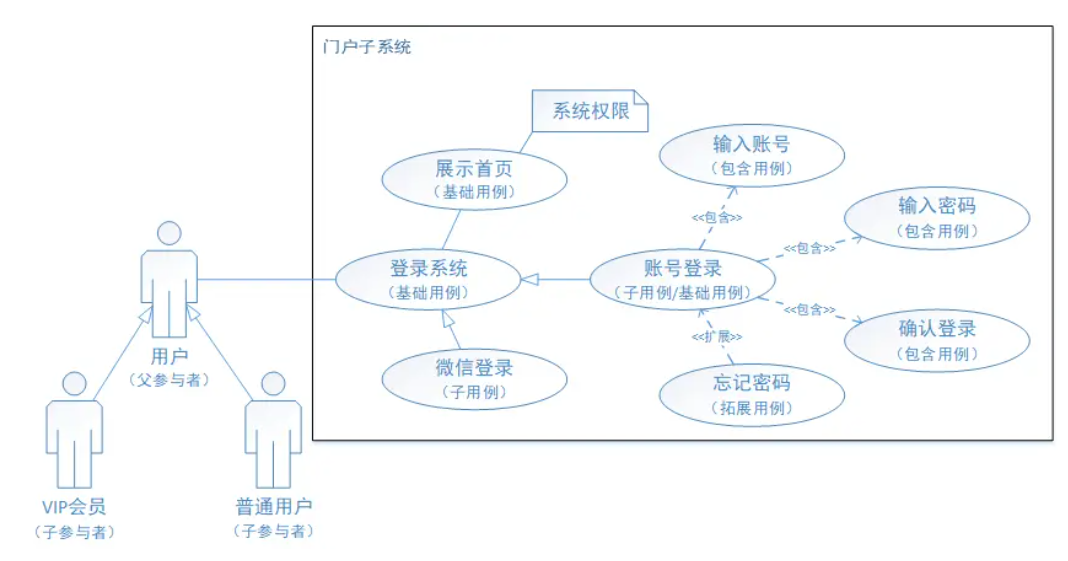 门户子系统
系统权限
展示首页
（基础用例）
输入账号
（包含用例）
输入密码
（包含用例）
<<包含>>
<<包含>>
登录系统
（基础用例）
账号登录
（子用例/基础用例）
<<包含>>
确认登录
（包含用例）
<<扩展>>
微信登录
（子用例）
忘记密码
（拓展用例）
用户
（父参与者）
VIP会员
（子参与者）
普通用户
（子参与者）